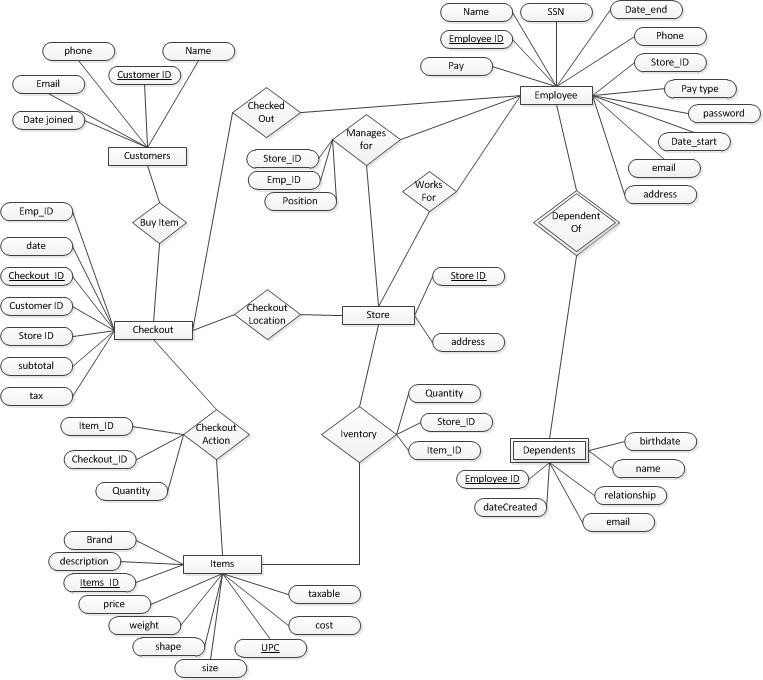 Name
SSN
Date_end
Employee ID
Phone
Pay
Store_ID
Pay type
Employee
password
Date_start
email
address
phone
Name
Customer ID
Email
Date joined
Customers
Checked
Out
Manages
for
Store_ID
Emp_ID
Position
Works
For
Dependent
Of
Buy Item
Emp_ID
date
Checkout_ID
Customer ID
Store ID
subtotal
tax
Checkout
Checkout
Location
Store
Store ID
address
Item_ID
Checkout_ID
Quantity
Checkout
Action
Iventory
Quantity
Store_ID
Item_ID
Dependents
birthdate
name
relationship
email
Employee ID
dateCreated
Brand
description
Items_ID
price
weight
shape
size
Items
taxable
cost
UPC